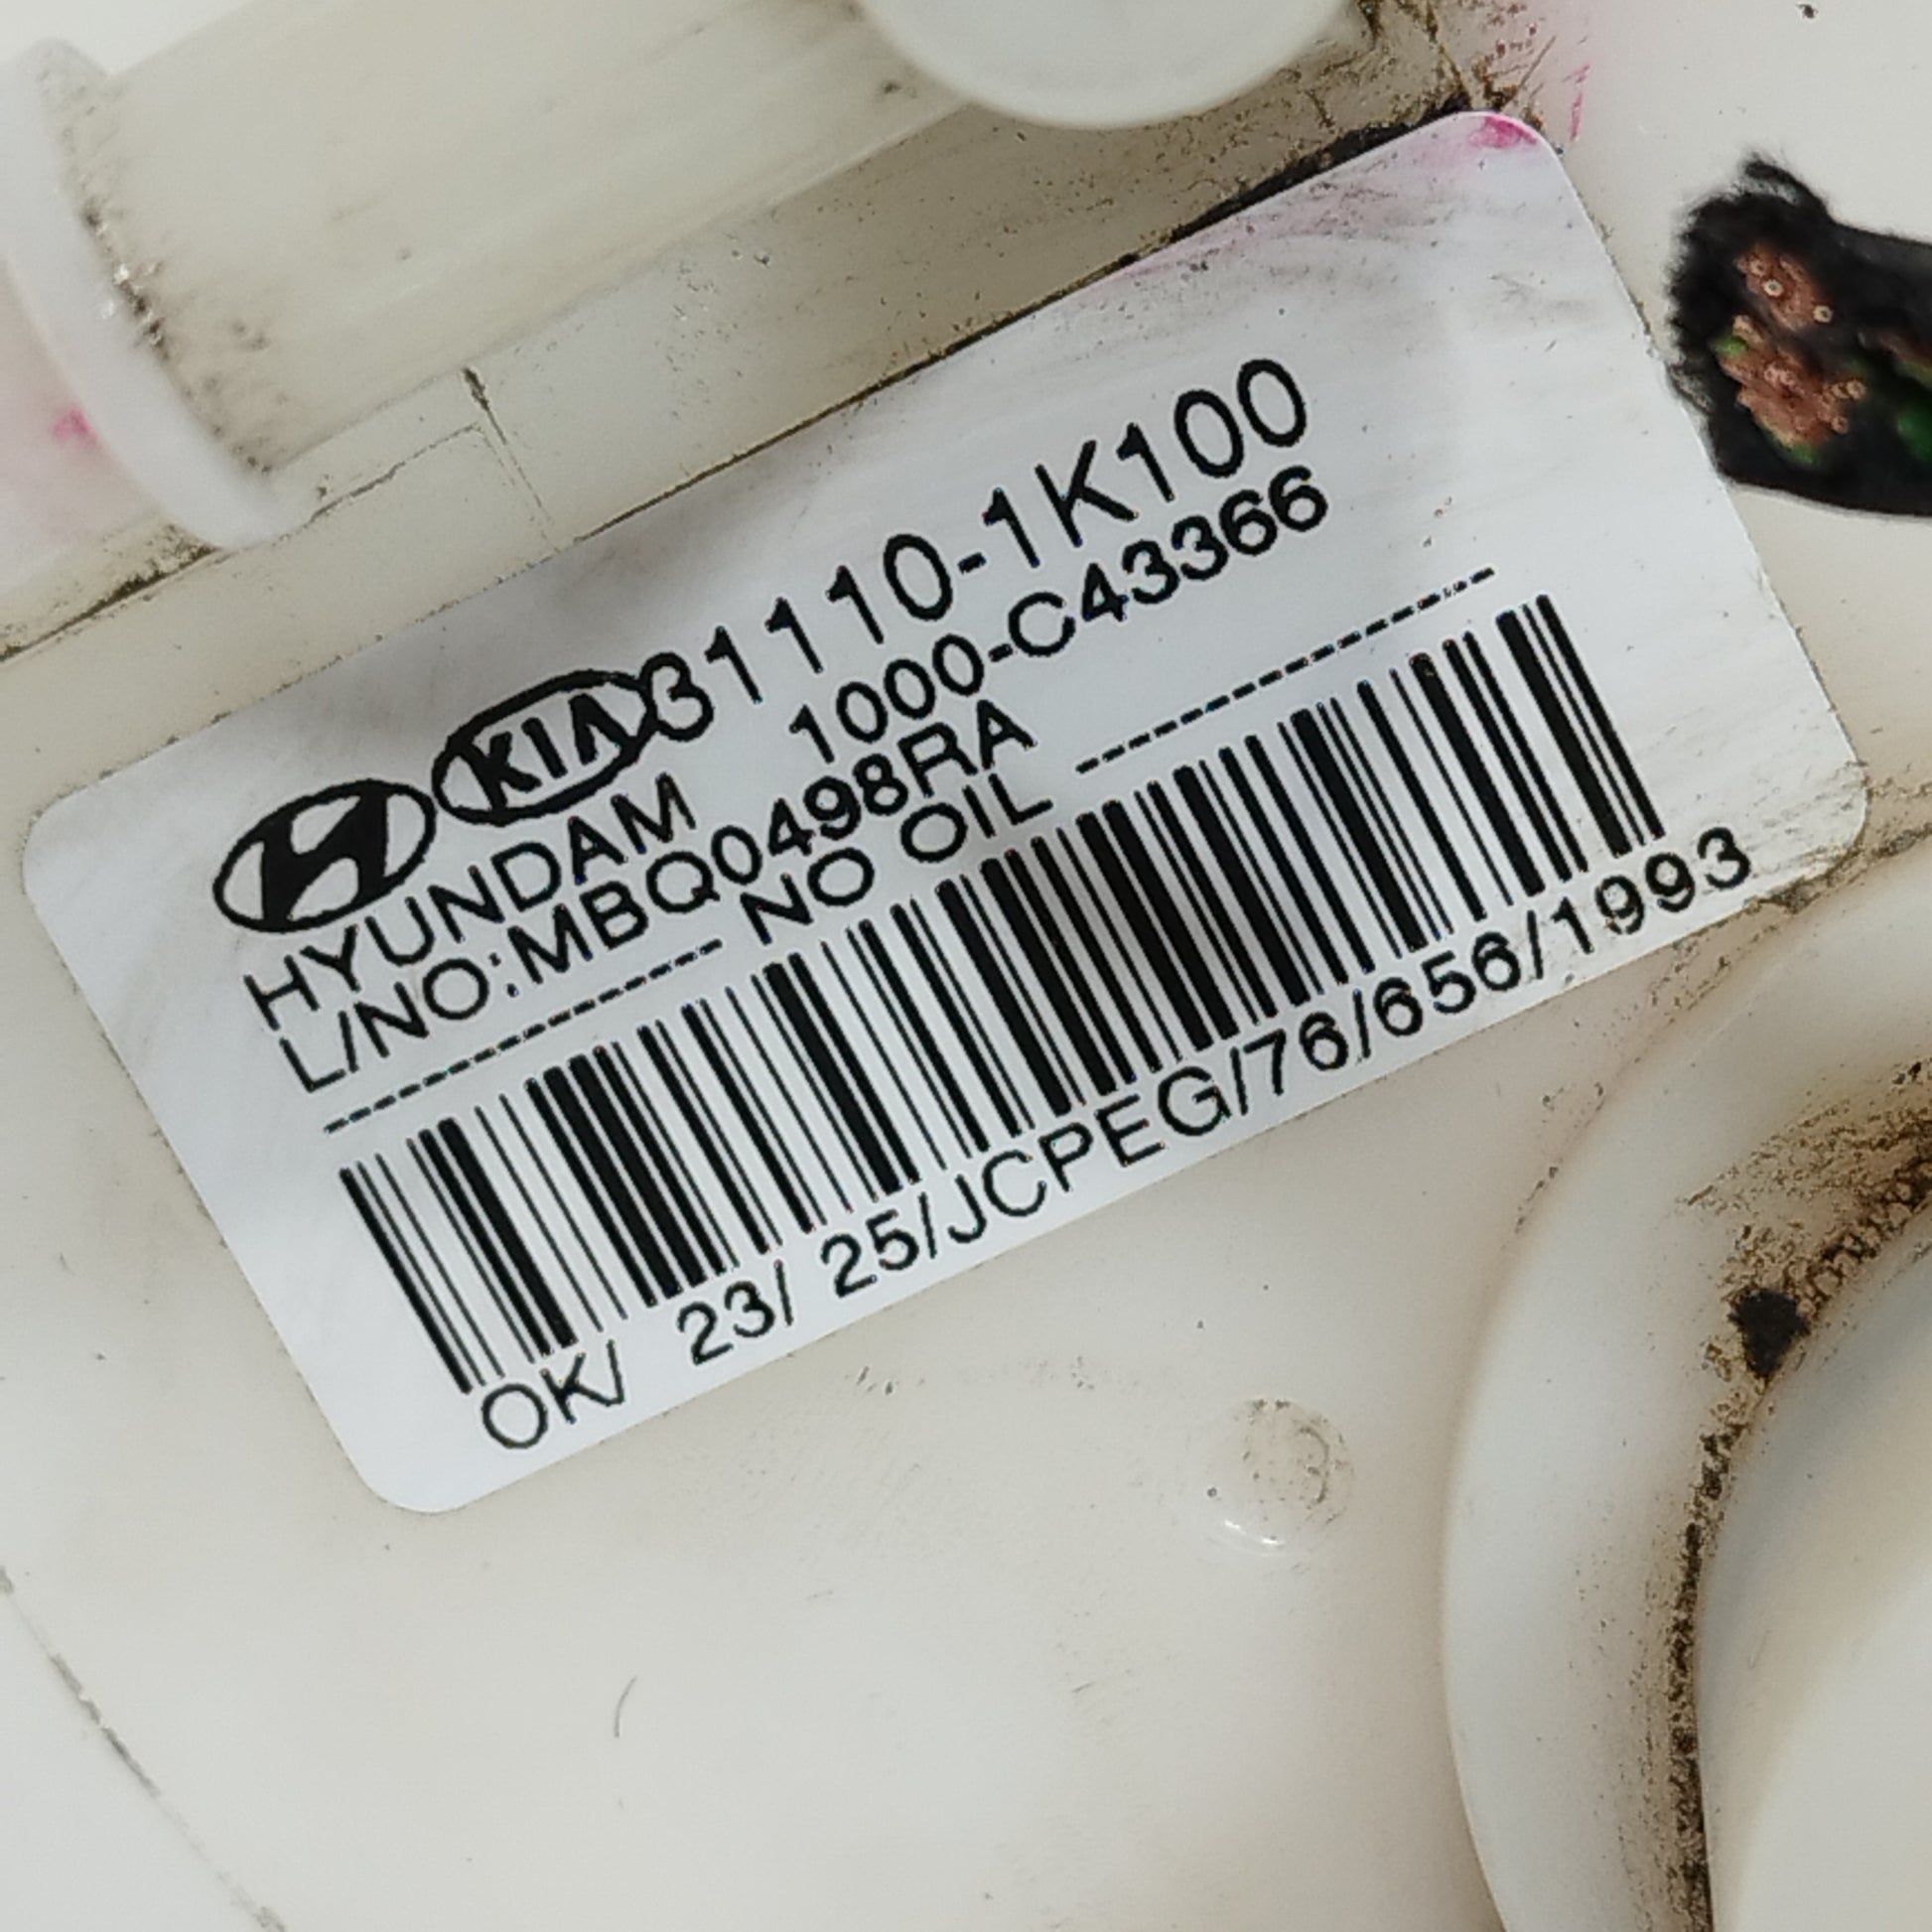 KIA 31110-1K100
HYUNDAM 1000-C43366
L/NO:MBQ0498RA
--------------- NO OIL ---------------
OK/ 23/ 25/JCPEG/76/656/1993